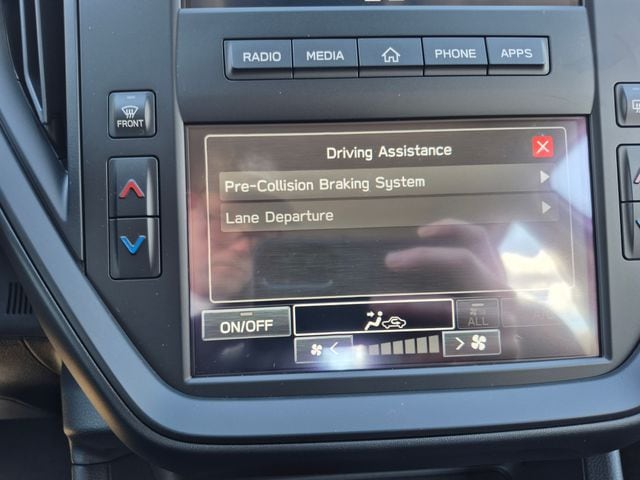 RADIO MEDIA PHONE APPS
FRONT
Driving Assistance
Pre-Collision Braking System
Lane Departure
ON/OFF
ALL